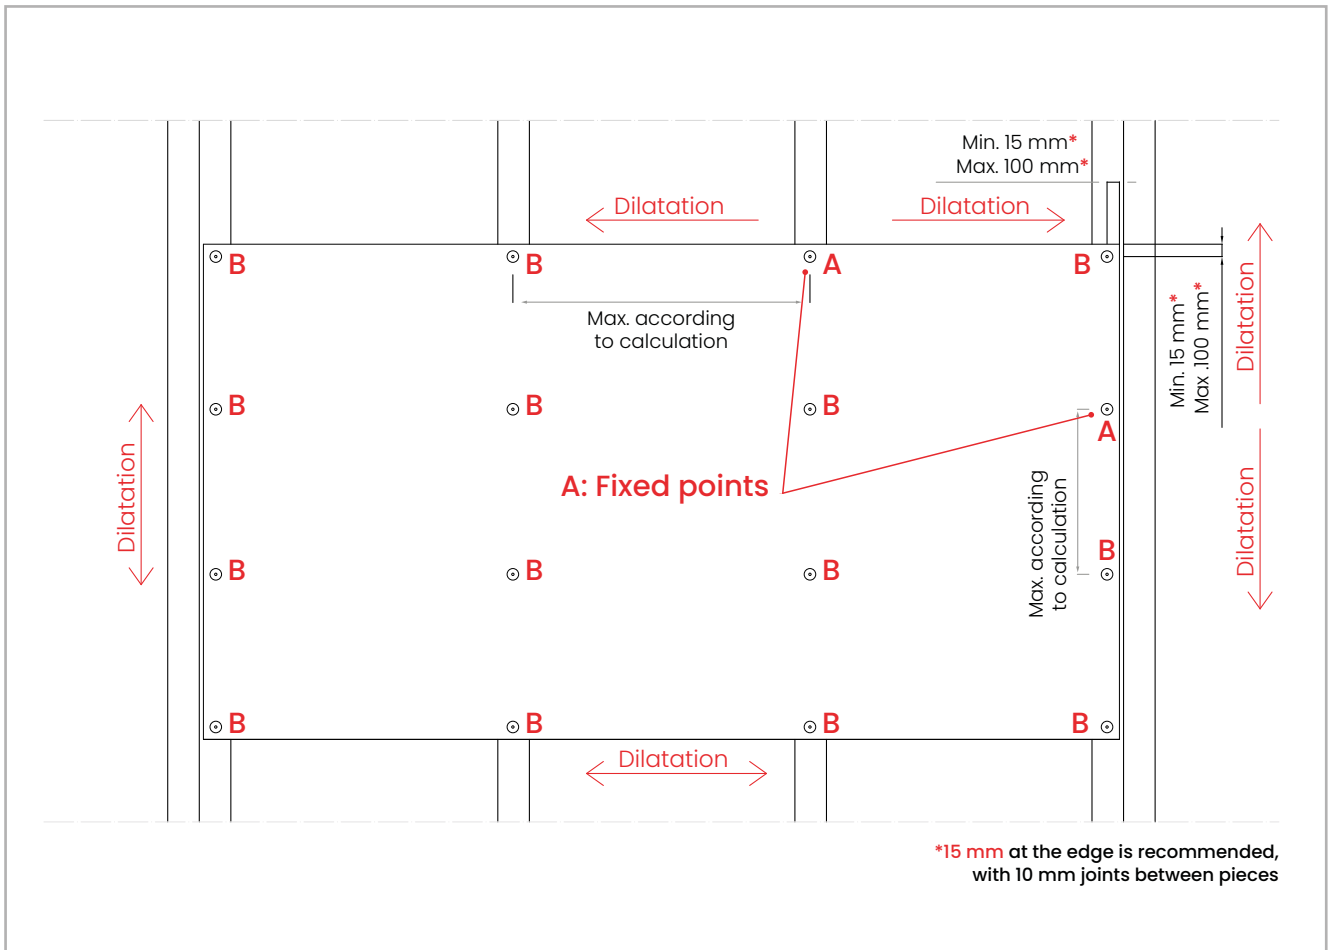 Min. 15 mm*
Max. 100 mm*
Dilatation
Dilatation
B
B
A
B
Max. according
to calculation
Min. 15 mm*
Max .100 mm*
Dilatation
B
B
B
A
Dilatation
A: Fixed points
Max. according
to calculation
Dilatation
B
B
B
B
B
B
B
B
Dilatation
*15 mm at the edge is recommended,
with 10 mm joints between pieces